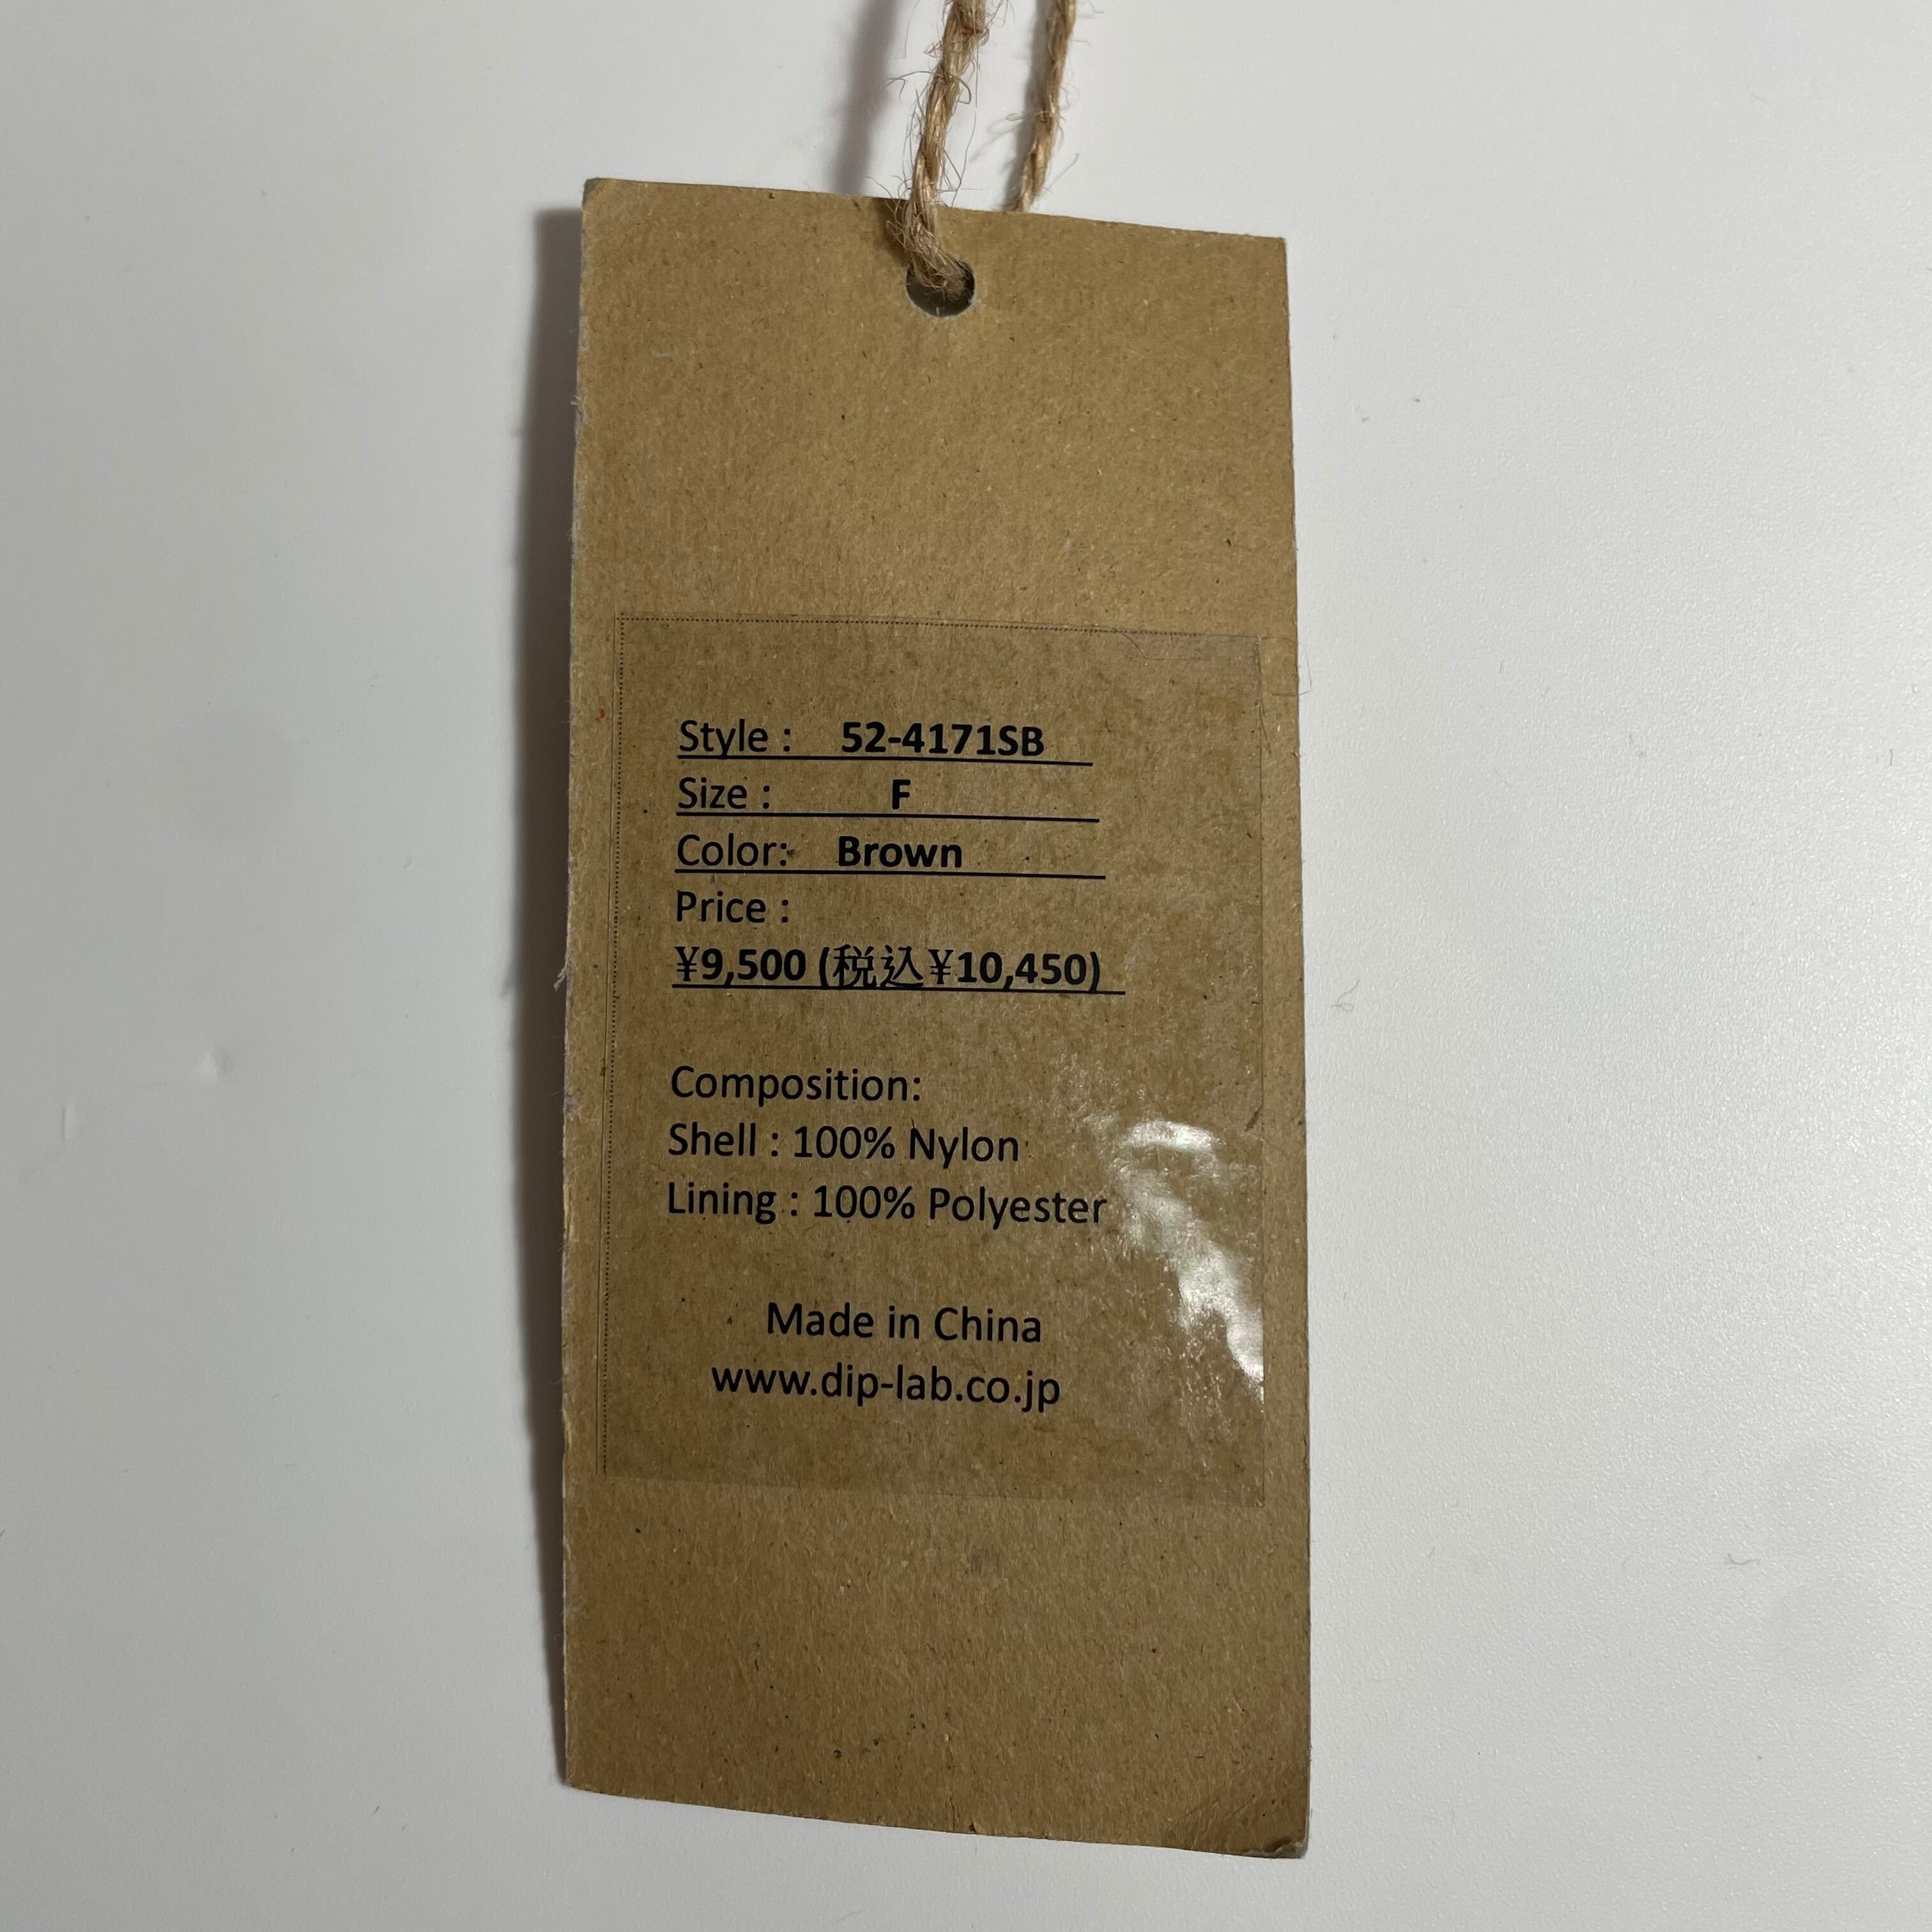 Style : 52-4171SB
Size : F
Color: Brown
Price :
¥9,500 (税込¥10,450)
Composition:
Shell : 100% Nylon
Lining : 100% Polyester
Made in China
www.dip-lab.co.jp